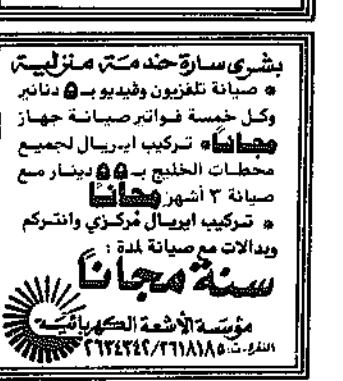 بشرى سارة خدمة منزلية
* صيانة تلفزيون وفيديو بـ ٥ دنانير
وكل خمسة فواتير صيانة جهاز
مجاناً * تركيب ايريال لجميع
محطات الخليج بـ ٥٥ دينار مع
صيانة ٣ أشهر مجاناً
* تركيب ايريال مركزي وانتركم
وبدالات مع صيانة لمدة :
سنة مجاناً
مؤسسة الأشعة الكهربائية
ت: ٢٦١٨١٨٥/٢٦٣٤٣٤٢